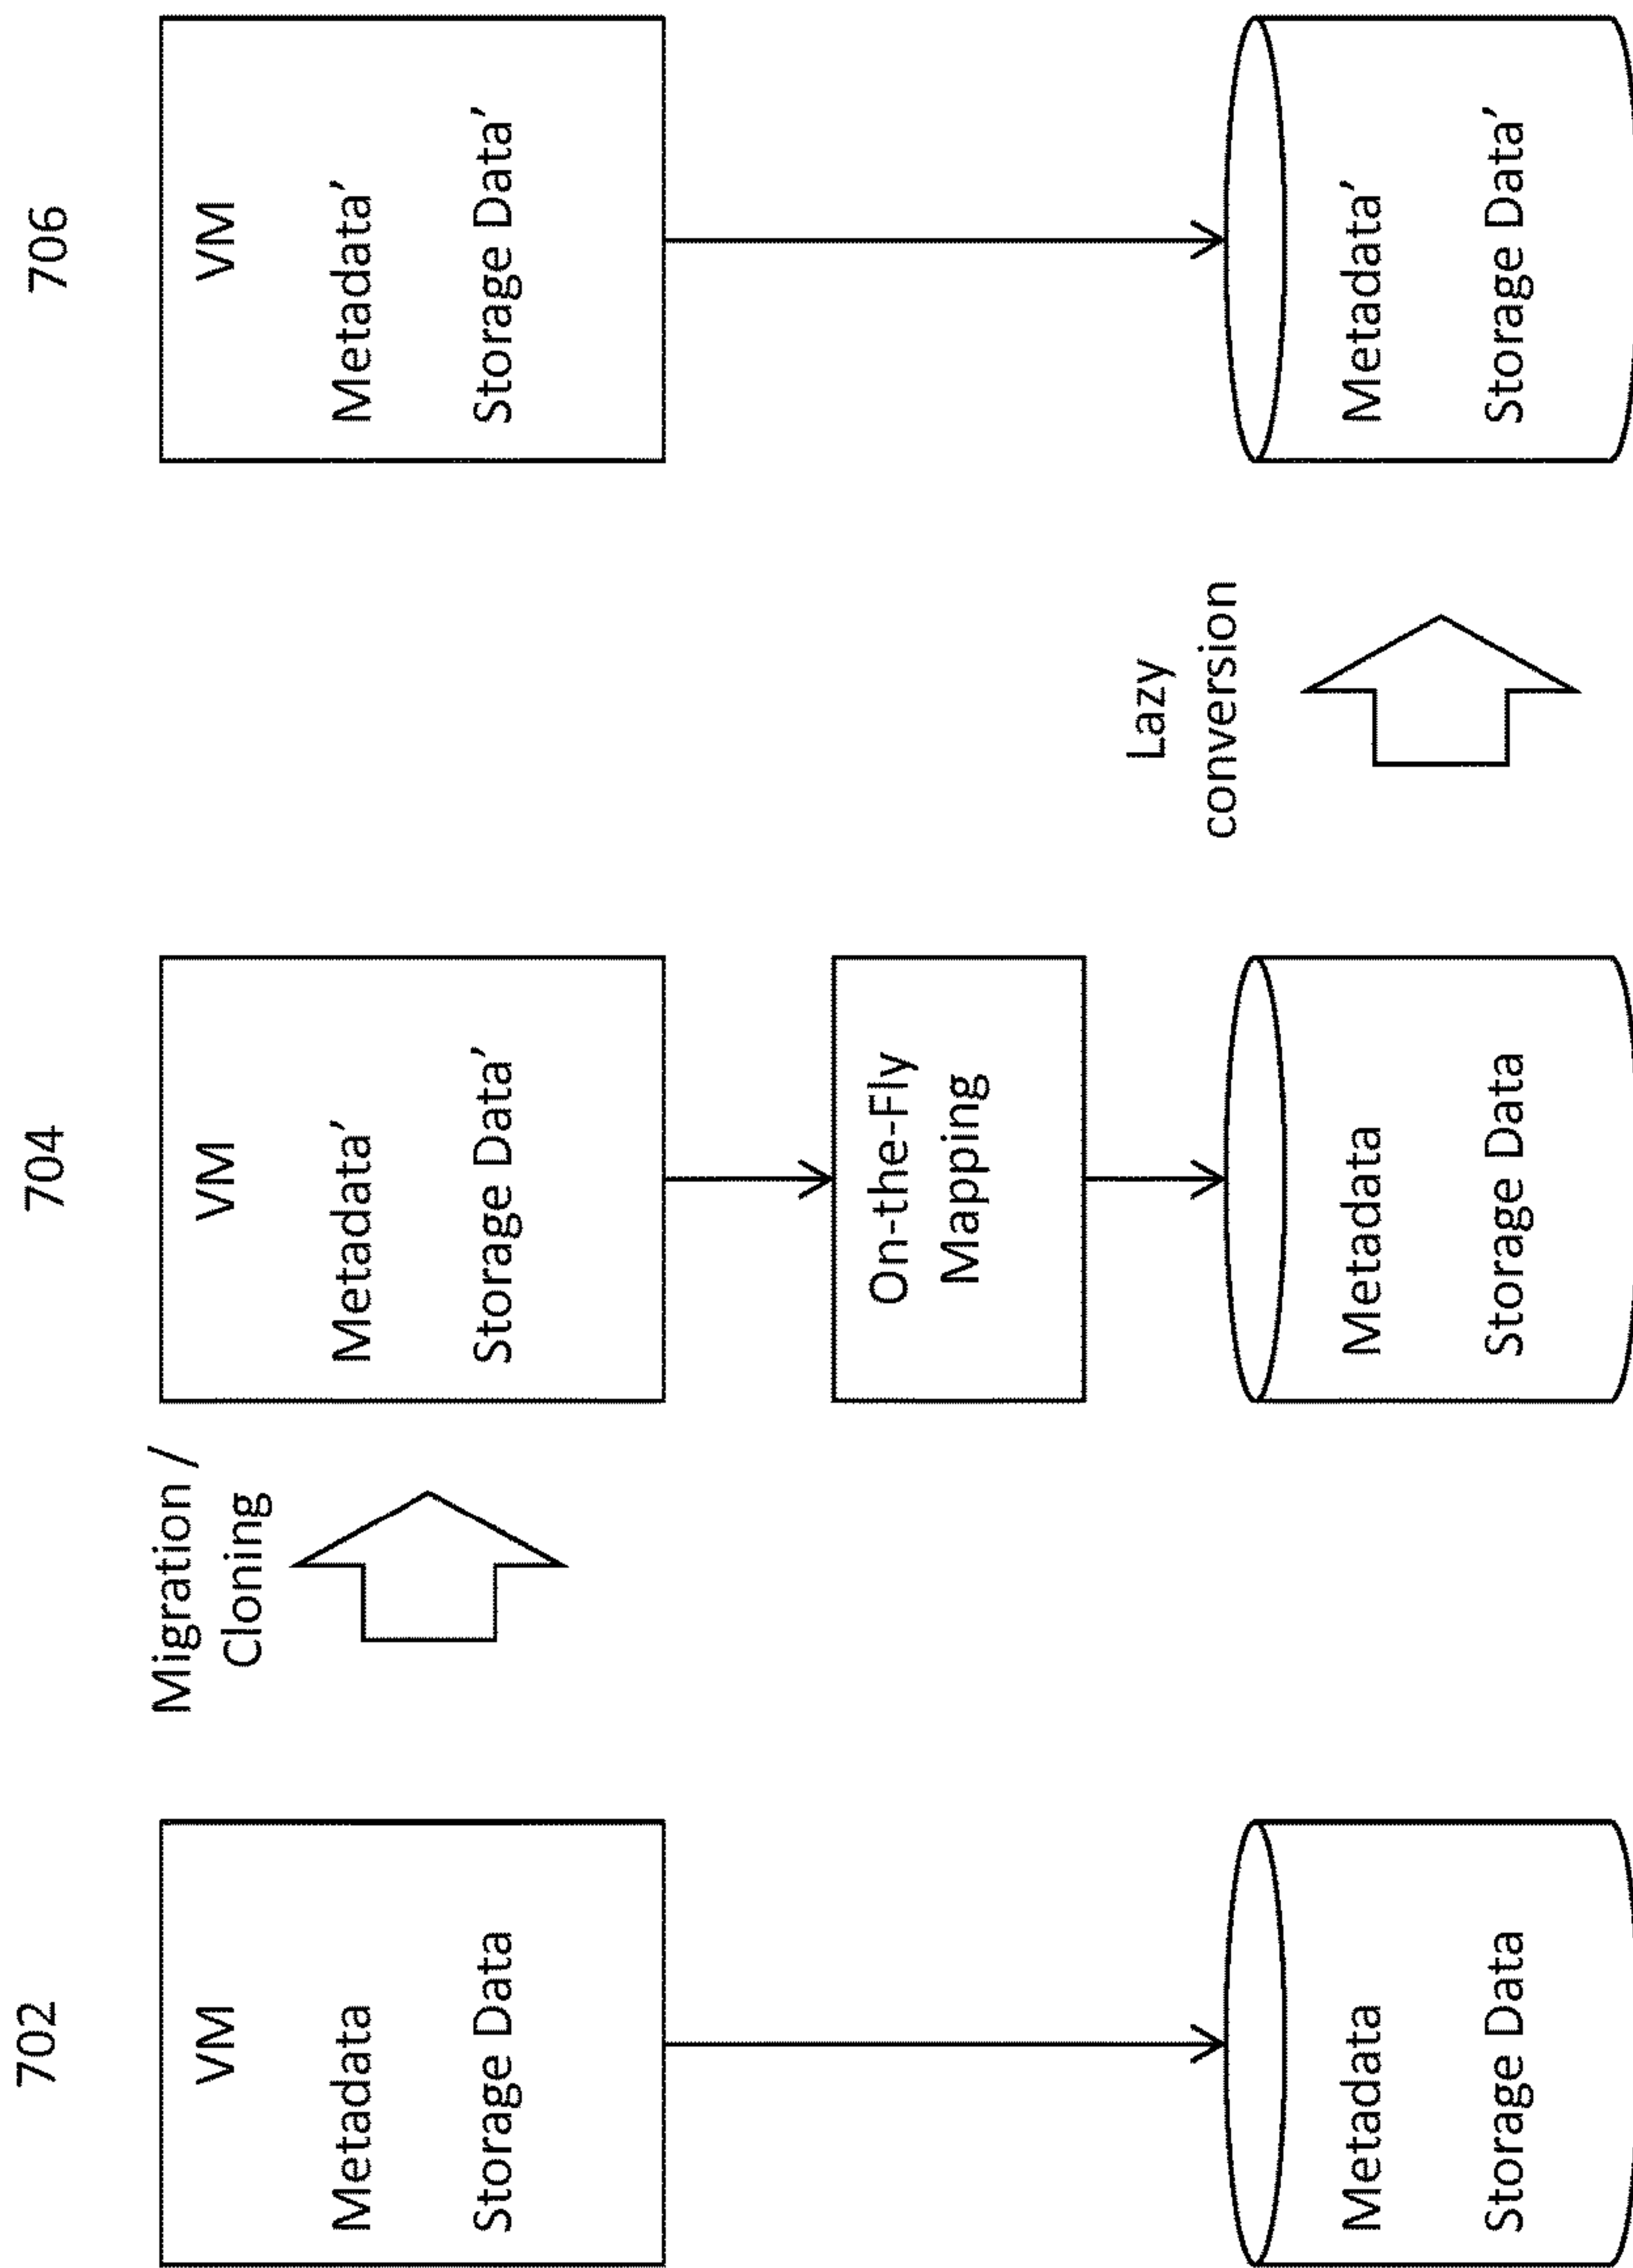 702
VM
Metadata
Storage Data
Metadata
Storage Data
Migration /
Cloning
704
VM
Metadata’
Storage Data’
On-the-Fly
Mapping
Metadata
Storage Data
Lazy
conversion
706
VM
Metadata’
Storage Data’
Metadata’
Storage Data’